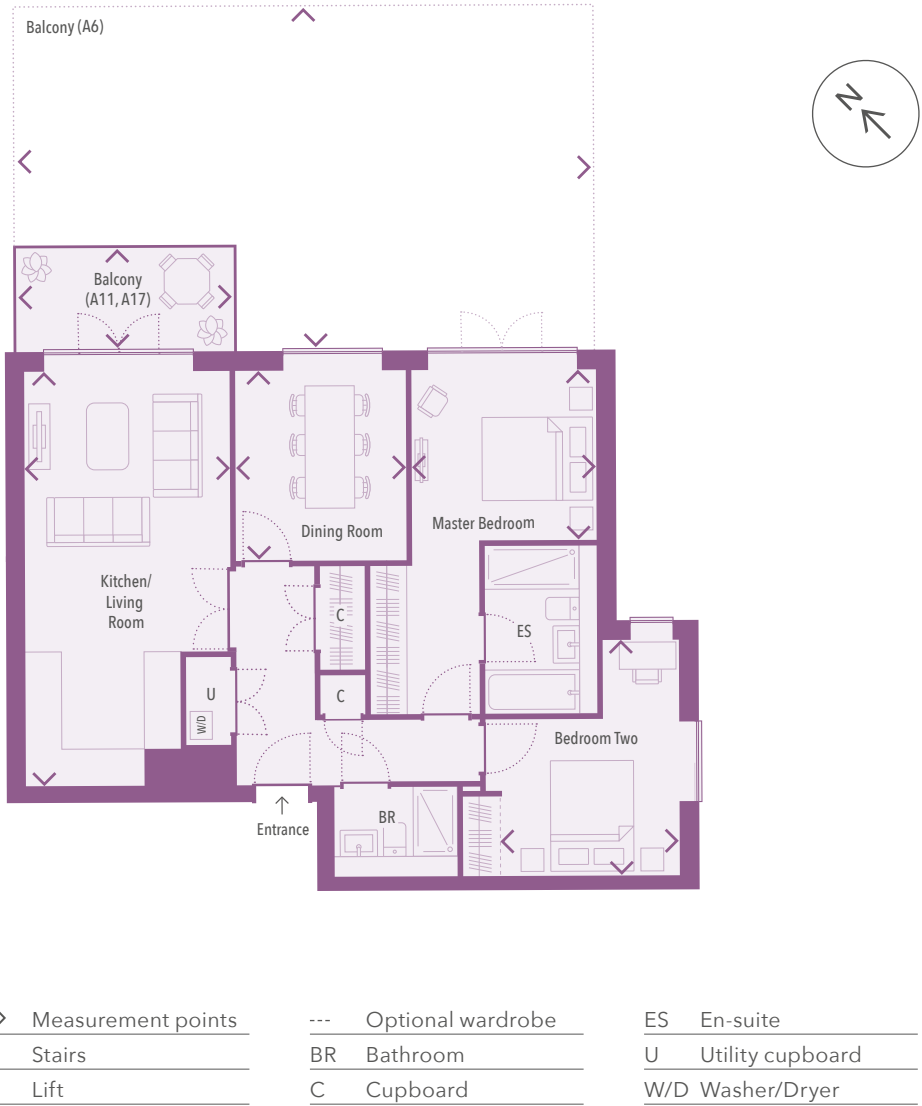 Balcony (A6)
N
Balcony
(A11, A17)
Dining Room
Master Bedroom
Kitchen/
Living
Room
C
ES
U
C
W/D
Bedroom Two
BR
Entrance
Measurement points
Stairs
Lift
--- Optional wardrobe
BR Bathroom
C Cupboard
ES En-suite
U Utility cupboard
W/D Washer/Dryer